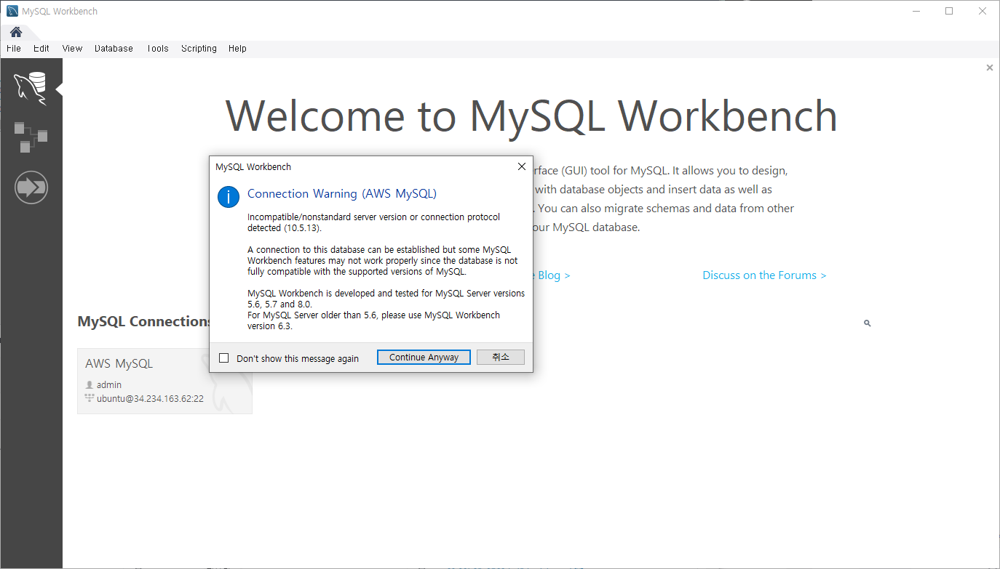 MySQL Workbench
File Edit View Database Tools Scripting Help
Welcome to MySQL Workbench
rface (GUI) tool for MySQL. It allows you to design,
with database objects and insert data as well as
. You can also migrate schemas and data from other
our MySQL database.
Blog >
Discuss on the Forums >
MySQL Connections
AWS MySQL
admin
ubuntu@34.234.163.62:22
MySQL Workbench
Connection Warning (AWS MySQL)
Incompatible/nonstandard server version or connection protocol
detected (10.5.13).
A connection to this database can be established but some MySQL
Workbench features may not work properly since the database is not
fully compatible with the supported versions of MySQL.
MySQL Workbench is developed and tested for MySQL Server versions
5.6, 5.7 and 8.0.
For MySQL Server older than 5.6, please use MySQL Workbench
version 6.3.
Don't show this message again
Continue Anyway
취소